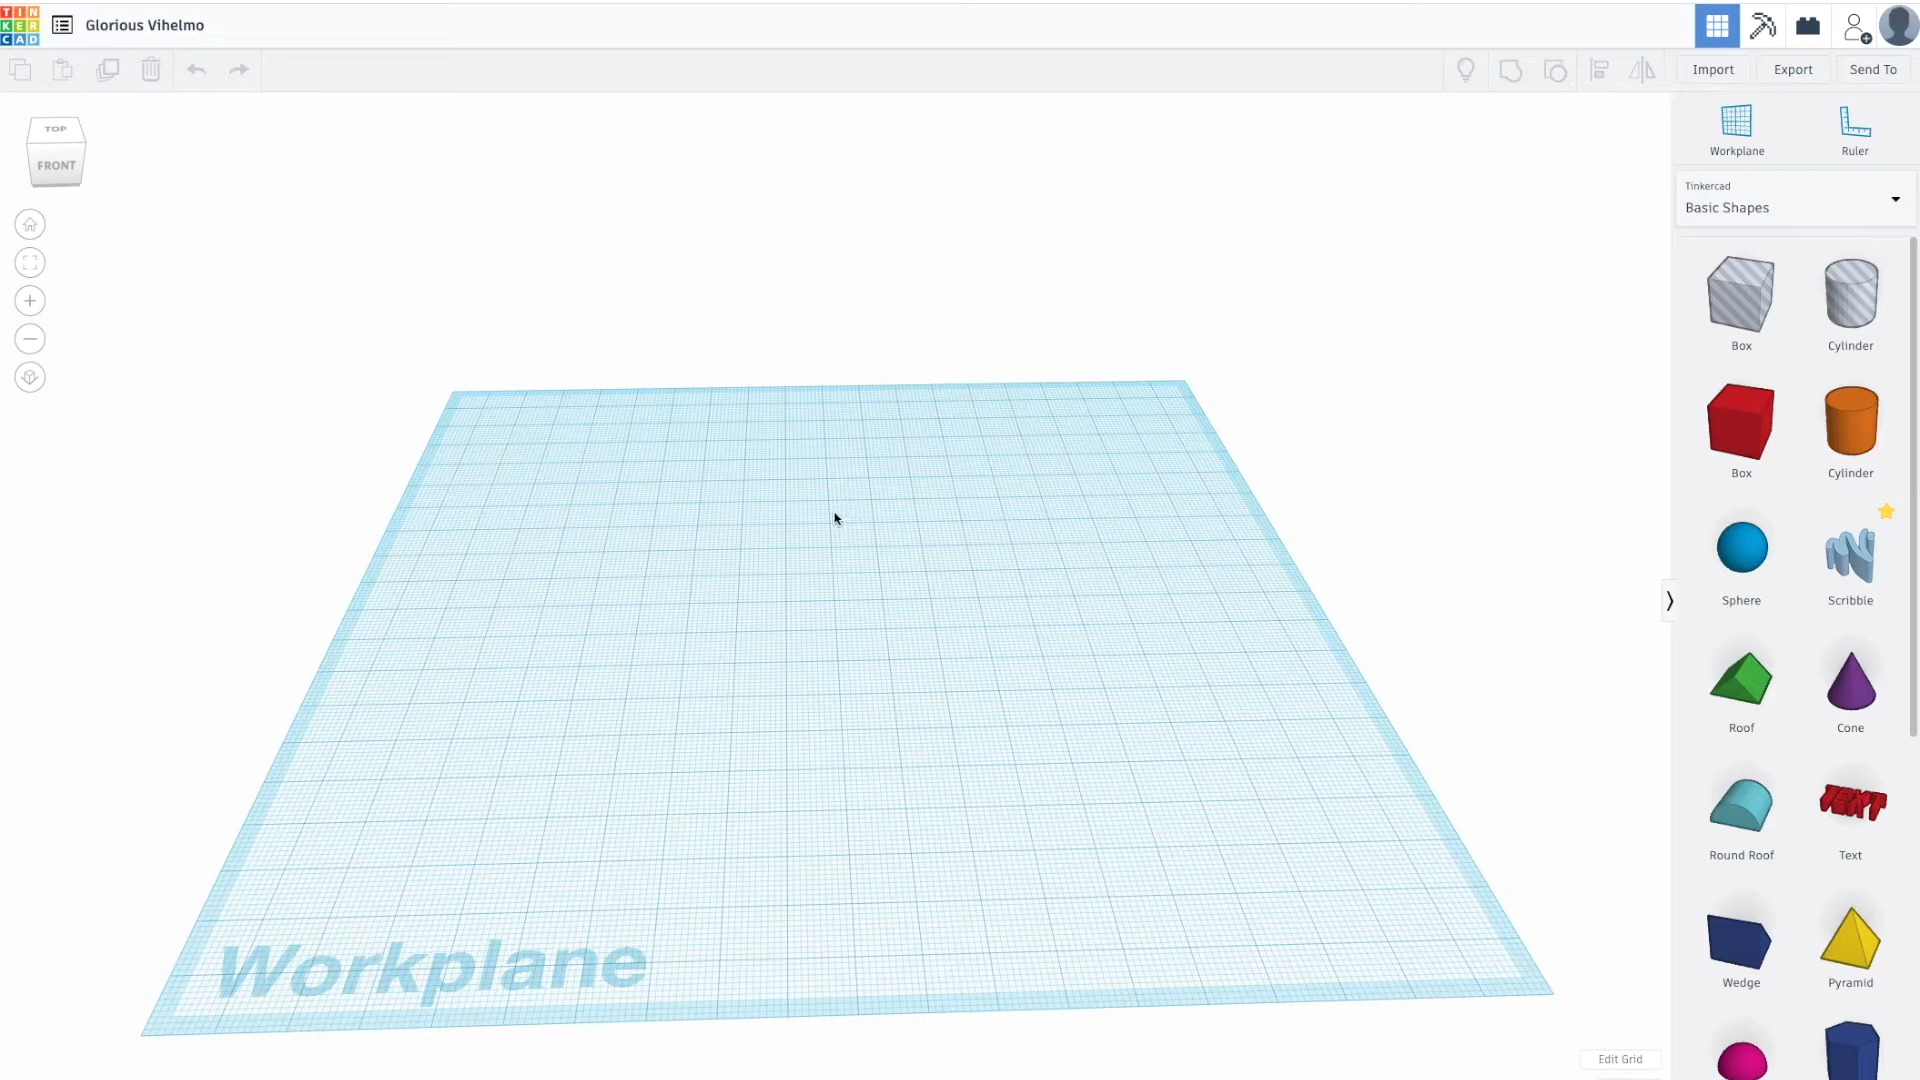 TIN
KER
CAD
Glorious Vihelmo
Import
Export
Send To
TOP
FRONT
Workplane
Ruler
Tinkercad
Basic Shapes
Box
Cylinder
Box
Cylinder
Sphere
Scribble
Roof
Cone
TEXT
Round Roof
Text
Wedge
Pyramid
Workplane
Edit Grid